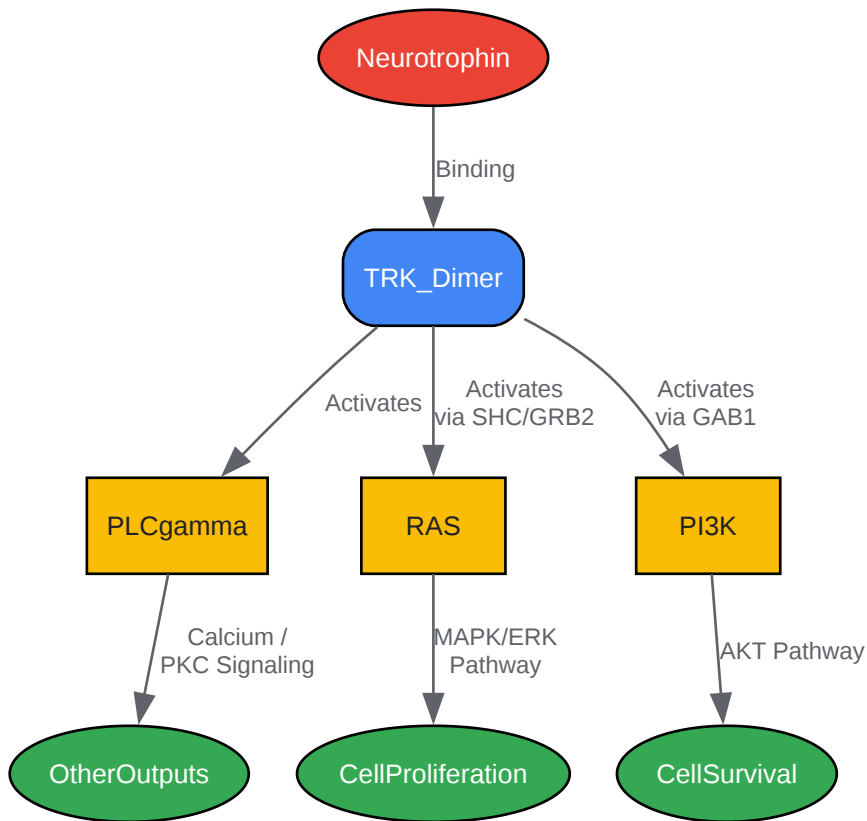 Neurotrophin
Binding
TRK_Dimer
Activates
Activates
via SHC/GRB2
Activates
via GAB1
PLCgamma
RAS
PI3K
Calcium /
PKC Signaling
MAPK/ERK
Pathway
AKT Pathway
OtherOutputs
CellProliferation
CellSurvival